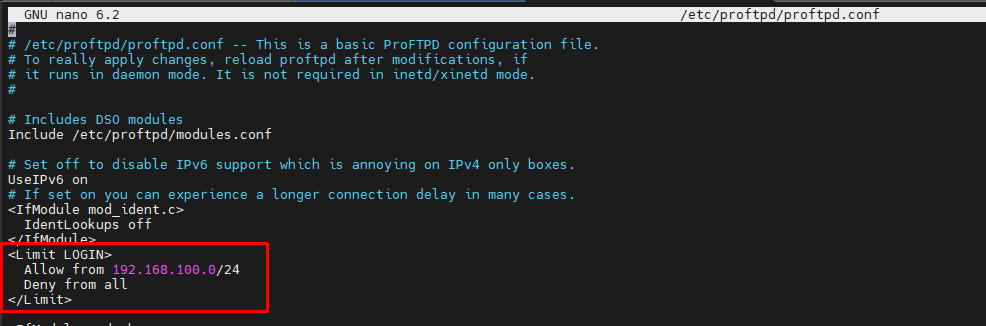 GNU nano 6.2 /etc/proftpd/proftpd.conf
#
# /etc/proftpd/proftpd.conf -- This is a basic ProFTPD configuration file.
# To really apply changes, reload proftpd after modifications, if
# it runs in daemon mode. It is not required in inetd/xinetd mode.
#
# Includes DSO modules
Include /etc/proftpd/modules.conf
# Set off to disable IPv6 support which is annoying on IPv4 only boxes.
UseIPv6 on
# If set on you can experience a longer connection delay in many cases.
<IfModule mod_ident.c>
  IdentLookups off
</IfModule>
<Limit LOGIN>
  Allow from 192.168.100.0/24
  Deny from all
</Limit>